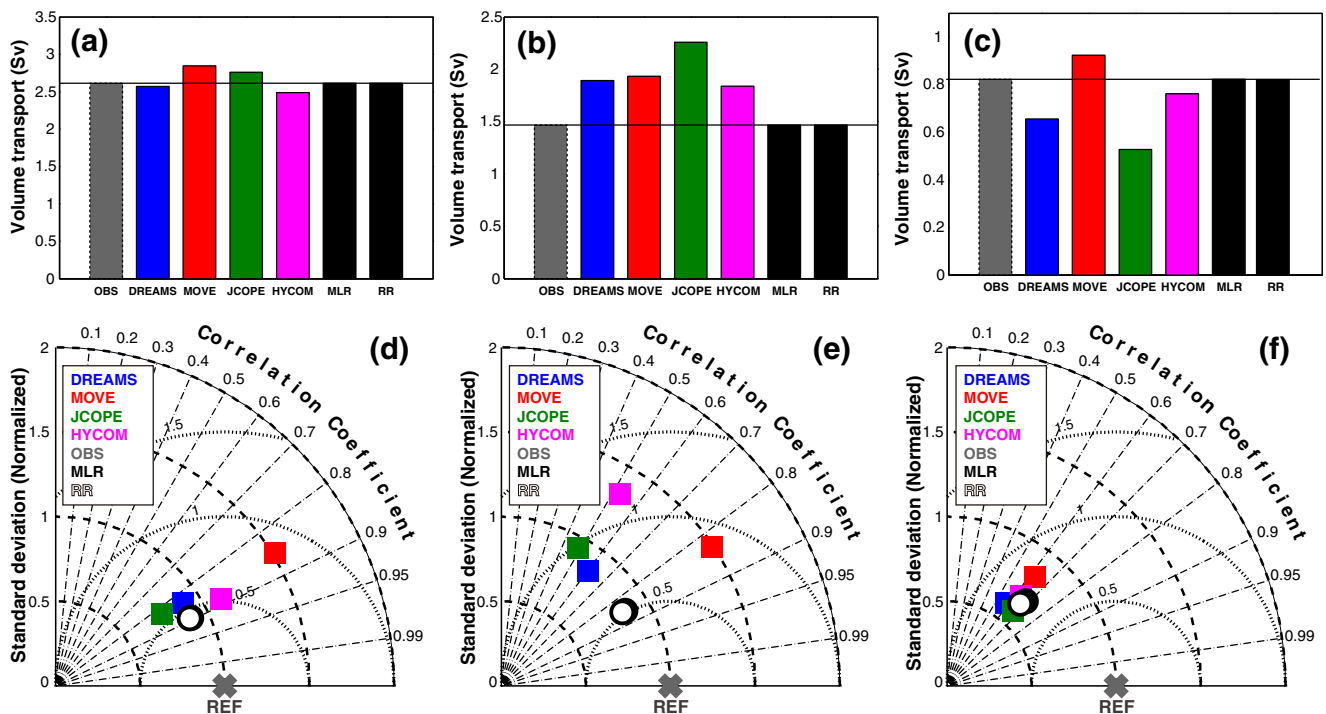 (a)
Volume transport (Sv)
3.5
3
2.5
2
1.5
1
0.5
0
OBS DREAMS MOVE JCOPE HYCOM MLR RR
(b)
Volume transport (Sv)
2.5
2
1.5
1
0.5
0
OBS DREAMS MOVE JCOPE HYCOM MLR RR
(c)
Volume transport (Sv)
1
0.8
0.6
0.4
0.2
0
OBS DREAMS MOVE JCOPE HYCOM MLR RR
(d)
Standard deviation (Normalized)
2
1.5
1
0.5
0
0.1 0.2 0.3 0.4 0.5 0.6 0.7 0.8 0.9 0.95 0.99
Correlation Coefficient
DREAMS
MOVE
JCOPE
HYCOM
OBS
MLR
RR
1.5
1
0.5
REF
(e)
Standard deviation (Normalized)
2
1.5
1
0.5
0
0.1 0.2 0.3 0.4 0.5 0.6 0.7 0.8 0.9 0.95 0.99
Correlation Coefficient
DREAMS
MOVE
JCOPE
HYCOM
OBS
MLR
RR
1.5
1
0.5
REF
(f)
Standard deviation (Normalized)
2
1.5
1
0.5
0
0.1 0.2 0.3 0.4 0.5 0.6 0.7 0.8 0.9 0.95 0.99
Correlation Coefficient
DREAMS
MOVE
JCOPE
HYCOM
OBS
MLR
RR
1.5
1
0.5
REF